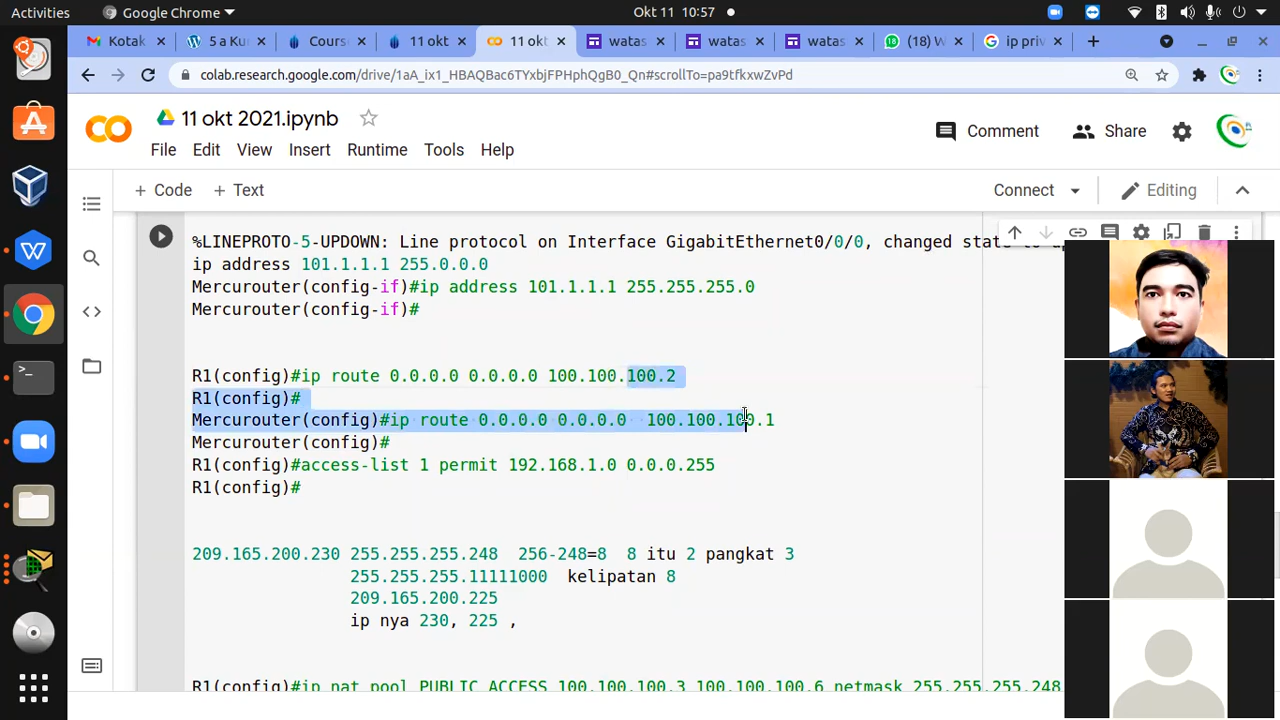 Activities Google Chrome Okt 11 10:57
Kotak 5 a Ku Cours 11 okt 11 okt watas watas watas (18) W ip priv
colab.research.google.com/drive/1aA_ix1_HBAQBac6TYxbjFPHphQgB0_Qn#scrollTo=pa9tfkxwZvPd
11 okt 2021.ipynb
Comment Share
File Edit View Insert Runtime Tools Help
+ Code + Text Connect Editing
%LINEPROTO-5-UPDOWN: Line protocol on Interface GigabitEthernet0/0/0, changed state to up
ip address 101.1.1.1 255.0.0.0
Mercurouter(config-if)#ip address 101.1.1.1 255.255.255.0
Mercurouter(config-if)#
R1(config)#ip route 0.0.0.0 0.0.0.0 100.100.100.2
R1(config)#
Mercurouter(config)#ip route 0.0.0.0 0.0.0.0 100.100.100.1
Mercurouter(config)#
R1(config)#access-list 1 permit 192.168.1.0 0.0.0.255
R1(config)#
209.165.200.230 255.255.255.248 256-248=8 8 itu 2 pangkat 3
255.255.255.11111000 kelipatan 8
209.165.200.225
ip nya 230, 225 ,
R1(config)#ip nat pool PUBLIC_ACCESS 100.100.100.3 100.100.100.6 netmask 255.255.255.248